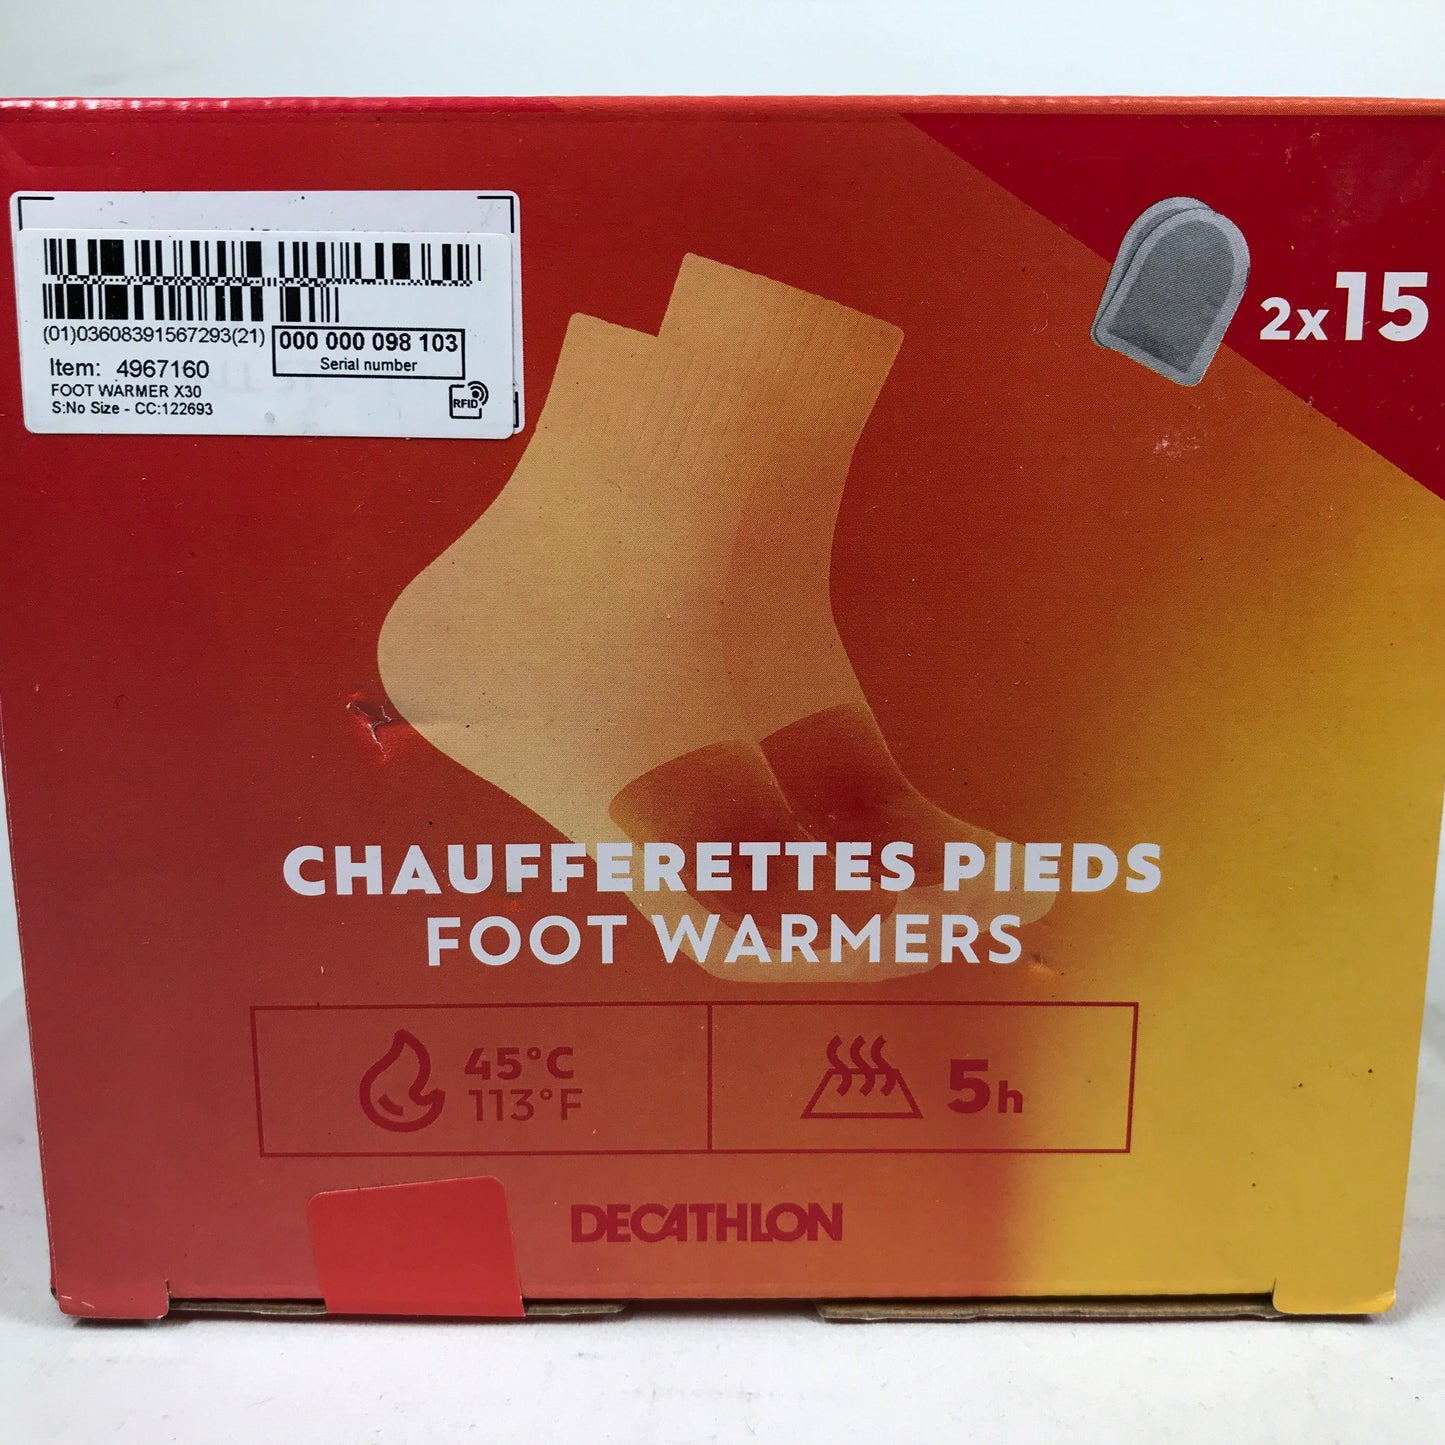 (01)03608391567293(21)
000 000 098 103
Serial number
Item: 4967160
FOOT WARMER X30
S:No Size - CC:122693
RFID
2x15
CHAUFFERETTES PIEDS
FOOT WARMERS
45°C
113°F
5h
DECATHLON